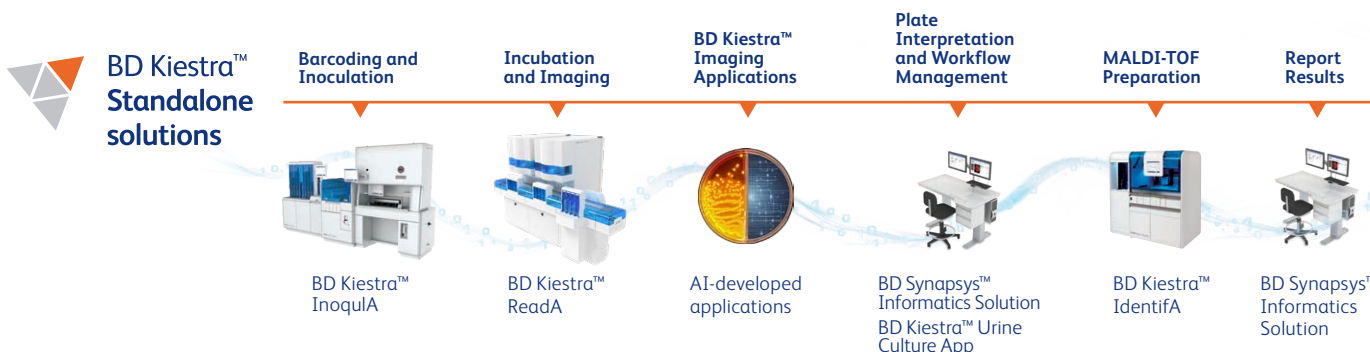 BD Kiestra™
Standalone
solutions
Barcoding and
Inoculation
Incubation
and Imaging
BD Kiestra™
Imaging
Applications
Plate
Interpretation
and Workflow
Management
MALDI-TOF
Preparation
Report
Results
BD Kiestra™
InoqulA
BD Kiestra™
ReadA
AI-developed
applications
BD Synapsys™
Informatics Solution
BD Kiestra™ Urine
Culture App
BD Kiestra™
IdentifA
BD Synapsys™
Informatics
Solution